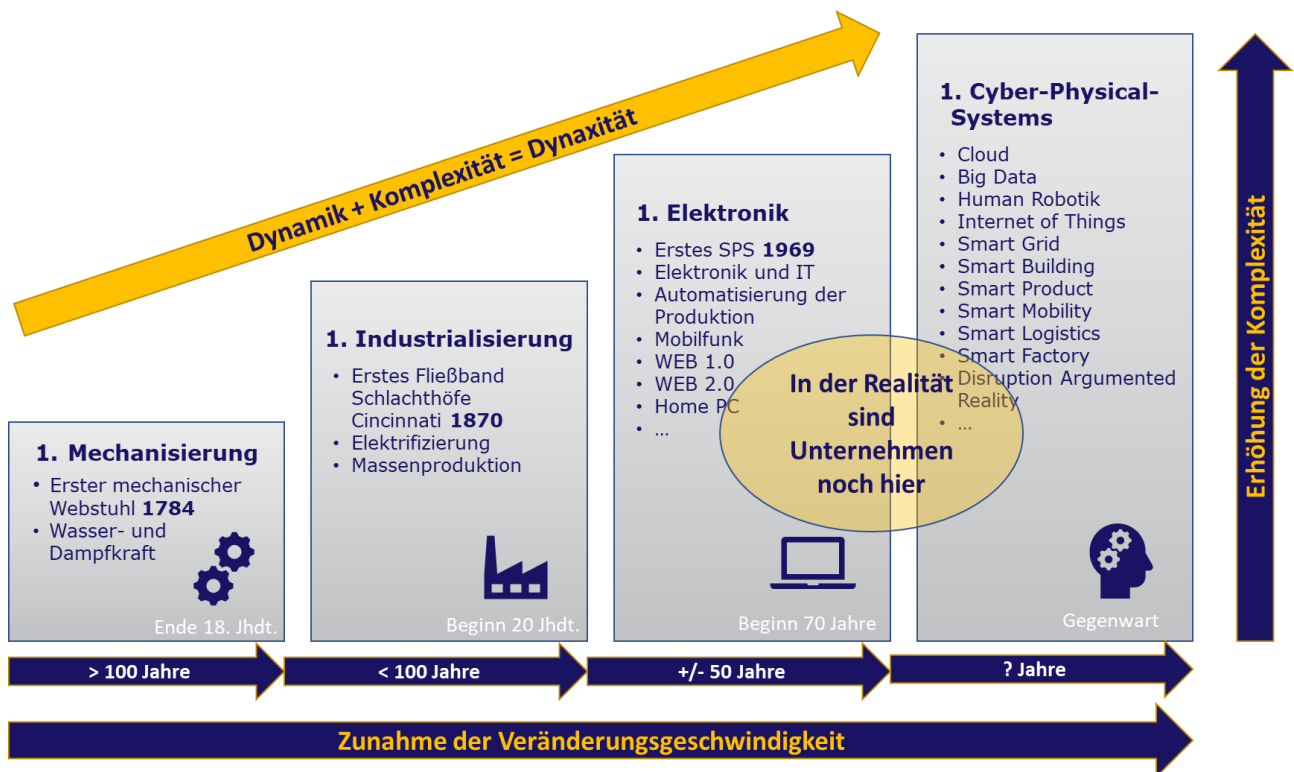 Dynamik + Komplexität = Dynaxität
1. Mechanisierung
• Erster mechanischer
Webstuhl 1784
• Wasser- und
Dampfkraft
Ende 18. Jhdt.
1. Industrialisierung
• Erstes Fließband
Schlachthöfe
Cincinnati 1870
• Elektrifizierung
• Massenproduktion
Beginn 20 Jhdt.
1. Elektronik
• Erstes SPS 1969
• Elektronik und IT
• Automatisierung der
Produktion
• Mobilfunk
• WEB 1.0
• WEB 2.0
• Home PC
• ...
Beginn 70 Jahre
In der Realität
sind
Unternehmen
noch hier
1. Cyber-Physical-
Systems
• Cloud
• Big Data
• Human Robotik
• Internet of Things
• Smart Grid
• Smart Building
• Smart Product
• Smart Mobility
• Smart Logistics
• Smart Factory
• Disruption Argumented
Reality
• ...
Gegenwart
Erhöhung der Komplexität
> 100 Jahre
< 100 Jahre
+/- 50 Jahre
? Jahre
Zunahme der Veränderungsgeschwindigkeit